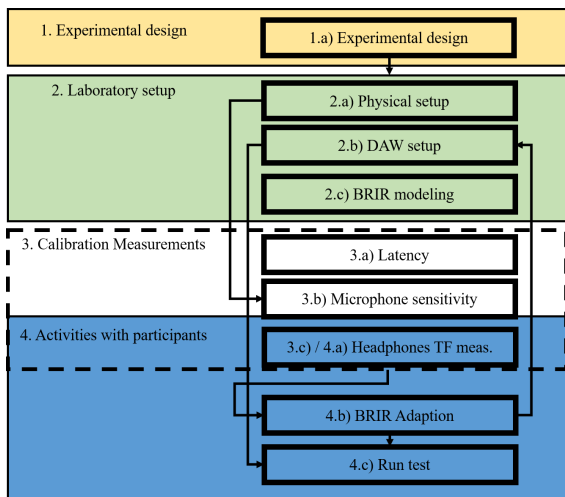 1. Experimental design
1.a) Experimental design
2. Laboratory setup
2.a) Physical setup
2.b) DAW setup
2.c) BRIR modeling
3. Calibration Measurements
3.a) Latency
3.b) Microphone sensitivity
4. Activities with participants
3.c) / 4.a) Headphones TF meas.
4.b) BRIR Adaption
4.c) Run test